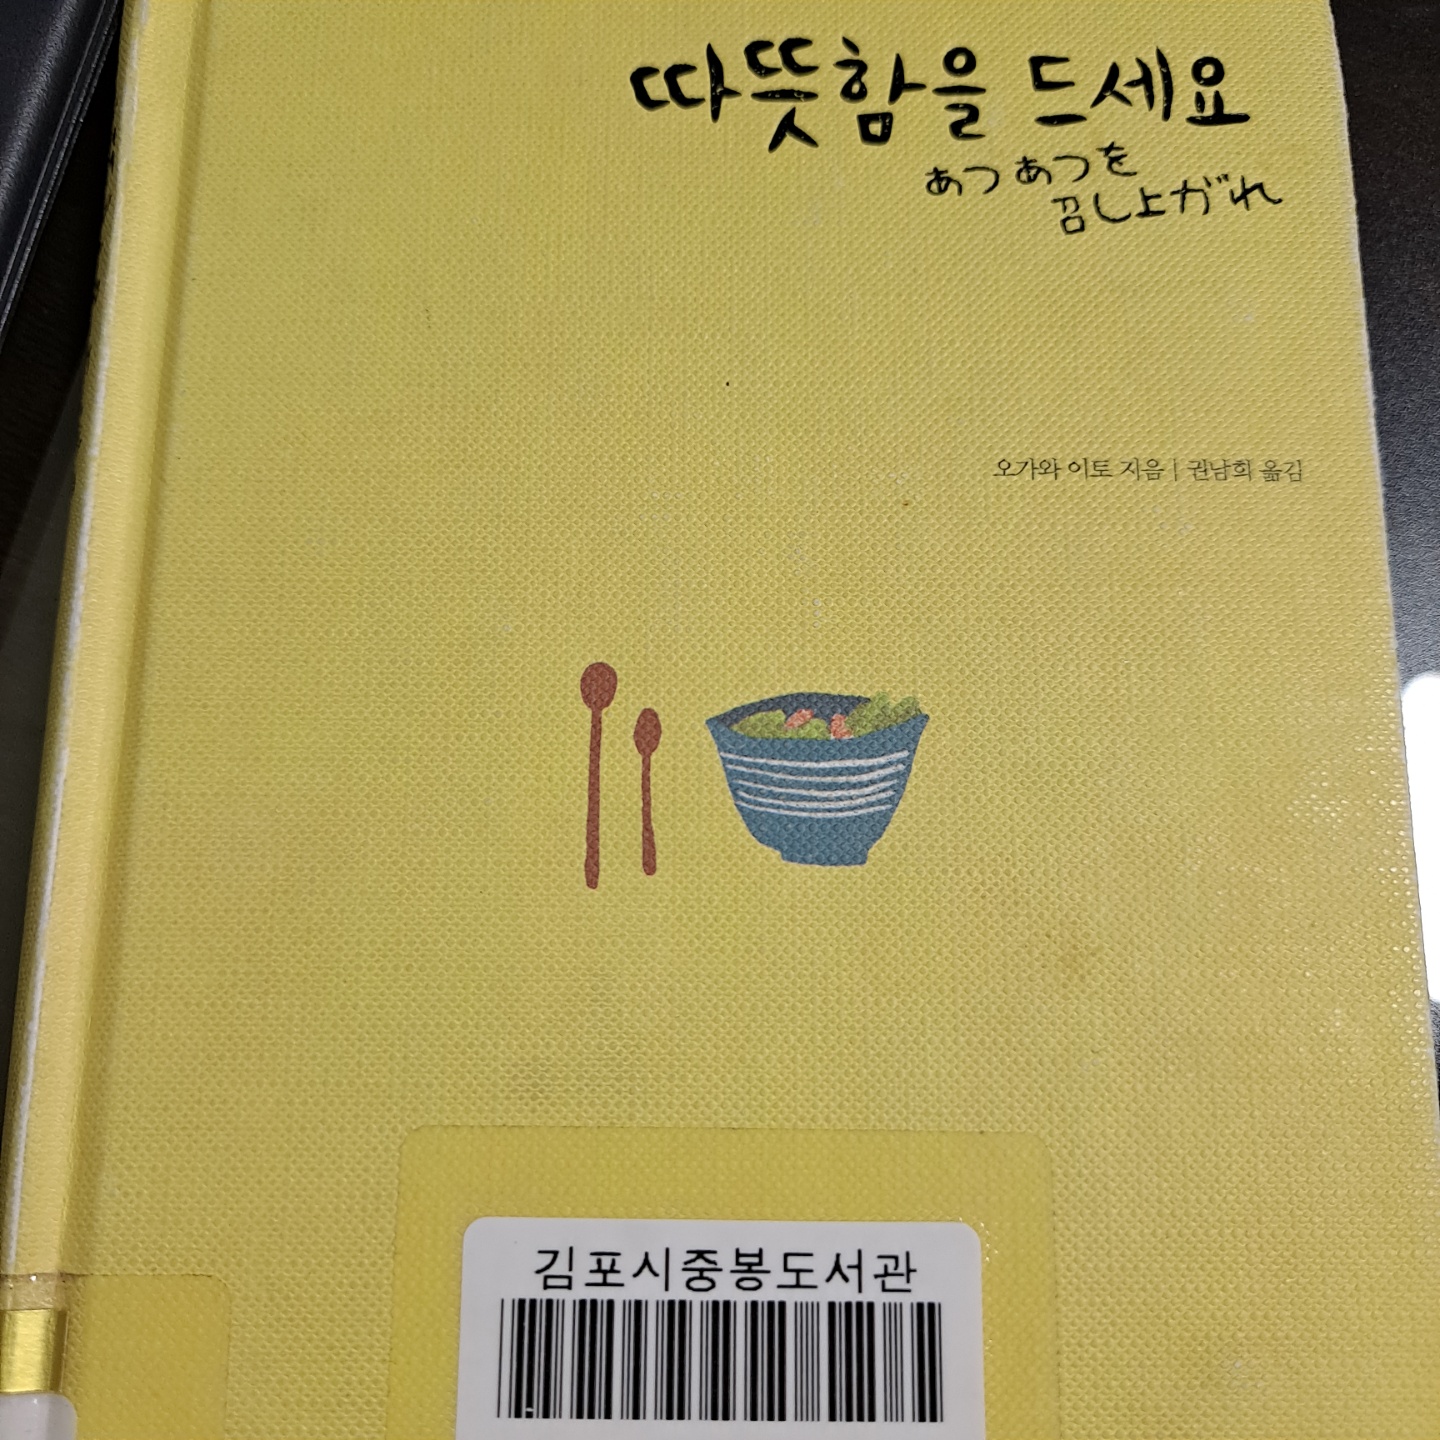 따뜻함을 드세요
あつあつを
召し上がれ
오가와 이토 지음 | 권남희 옮김
김포시중봉도서관